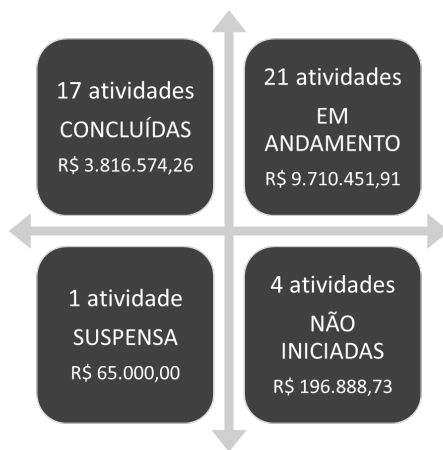 17 atividades
CONCLUÍDAS
R$ 3.816.574,26
21 atividades
EM
ANDAMENTO
R$ 9.710.451,91
1 atividade
SUSPENSA
R$ 65.000,00
4 atividades
NÃO
INICIADAS
R$ 196.888,73